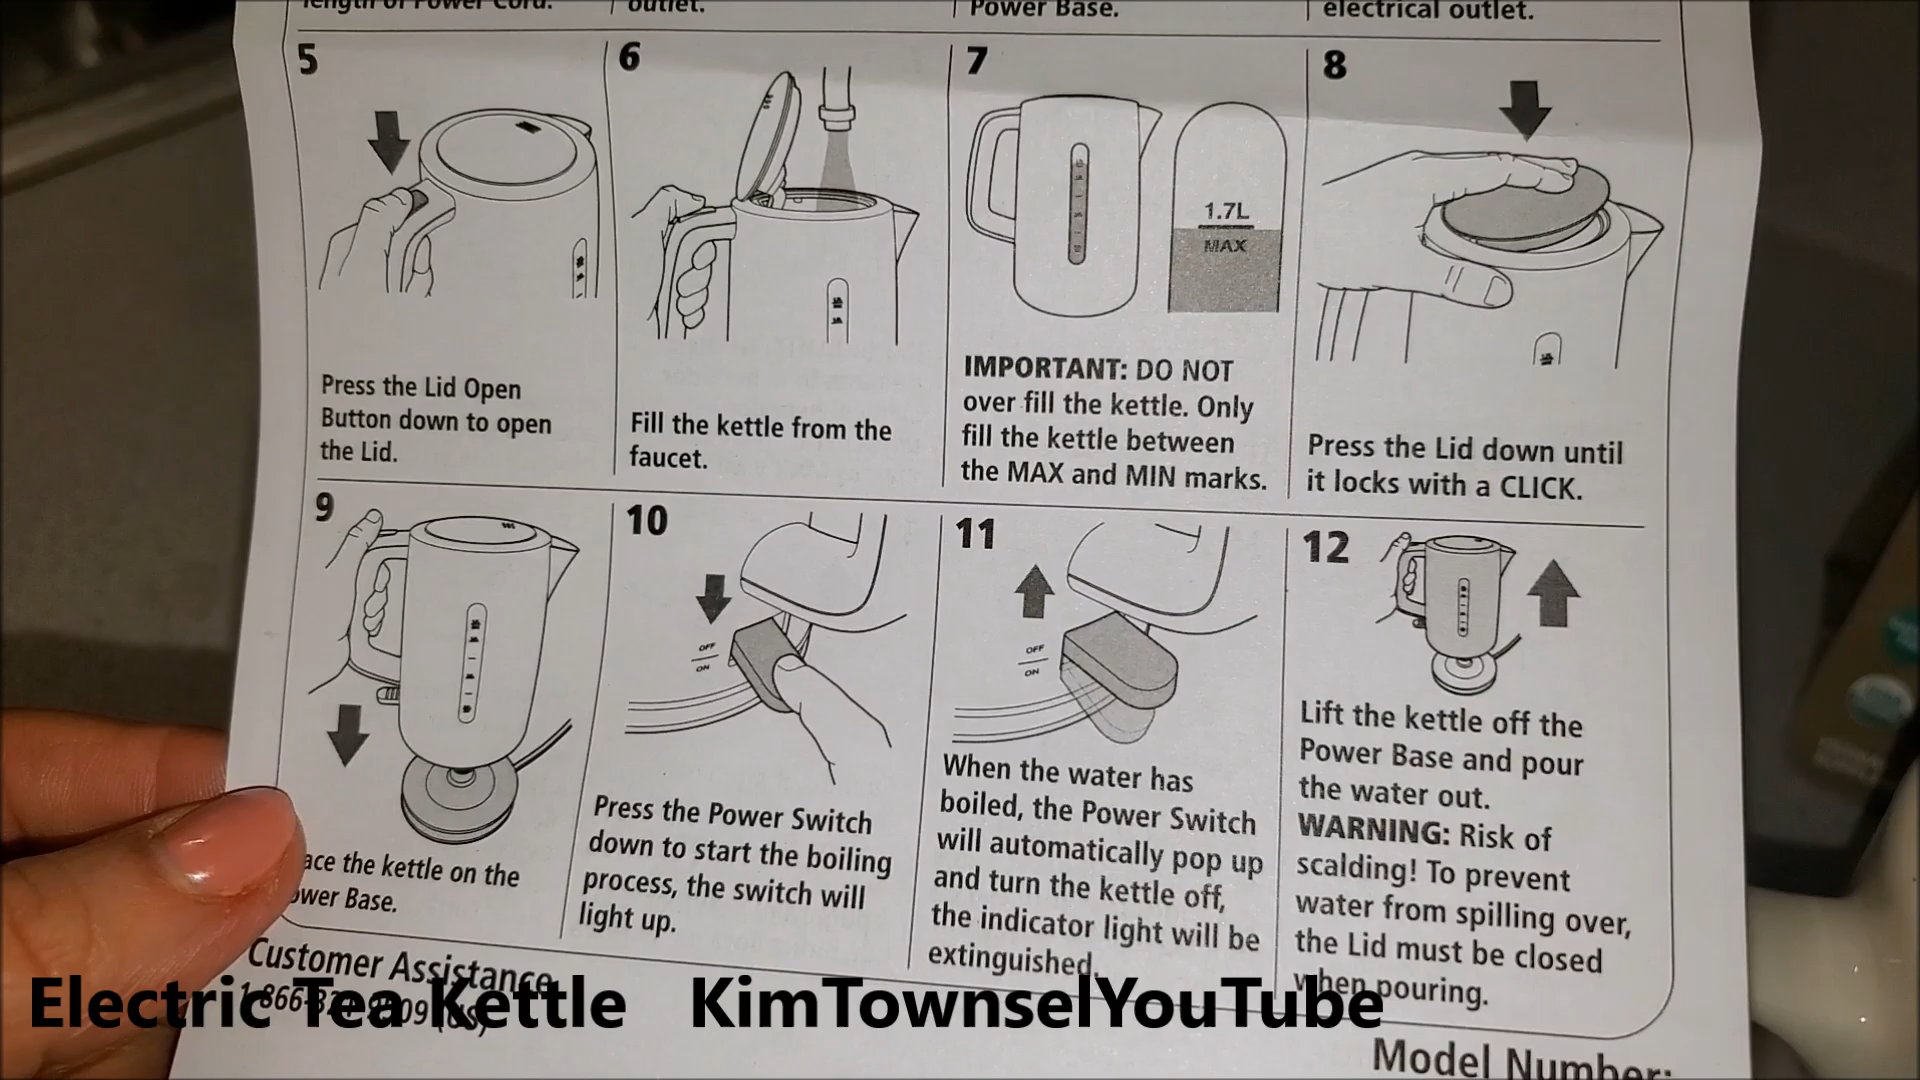 length of Power Cord.
outlet.
Power Base.
electrical outlet.
5
Press the Lid Open
Button down to open
the Lid.
6
Fill the kettle from the
faucet.
7
1.7L
MAX
IMPORTANT: DO NOT
over fill the kettle. Only
fill the kettle between
the MAX and MIN marks.
8
Press the Lid down until
it locks with a CLICK.
9
ace the kettle on the
ower Base.
10
OFF
ON
Press the Power Switch
down to start the boiling
process, the switch will
light up.
11
OFF
ON
When the water has
boiled, the Power Switch
will automatically pop up
and turn the kettle off,
the indicator light will be
extinguished.
12
Lift the kettle off the
Power Base and pour
the water out.
WARNING: Risk of
scalding! To prevent
water from spilling over,
the Lid must be closed
when pouring.
Customer Assistance
Electric Tea Kettle KimTownselYouTube
Model Number: